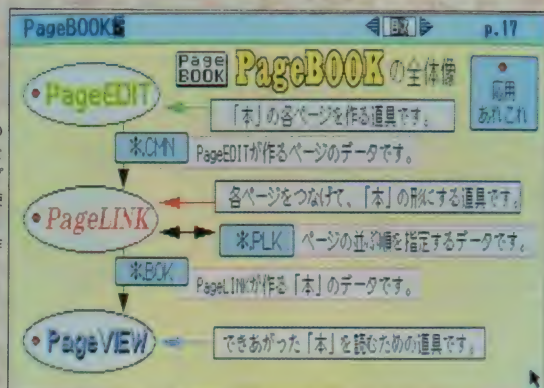 PageBOOK
目次
p.17
Page BOOK
PageBOOKの全体像
応用
あれこれ
PageEDIT
「本」の各ページを作る道具です。
*.CMN
PageEDITが作るページのデータです。
各ページをつなげて、「本」の形にする道具です。
PageLINK
*.PLK
ページの並ぶ順を指定するデータです。
*.BOK
PageLINKが作る「本」のデータです。
PageVIEW
できあがった「本」を読むための道具です。